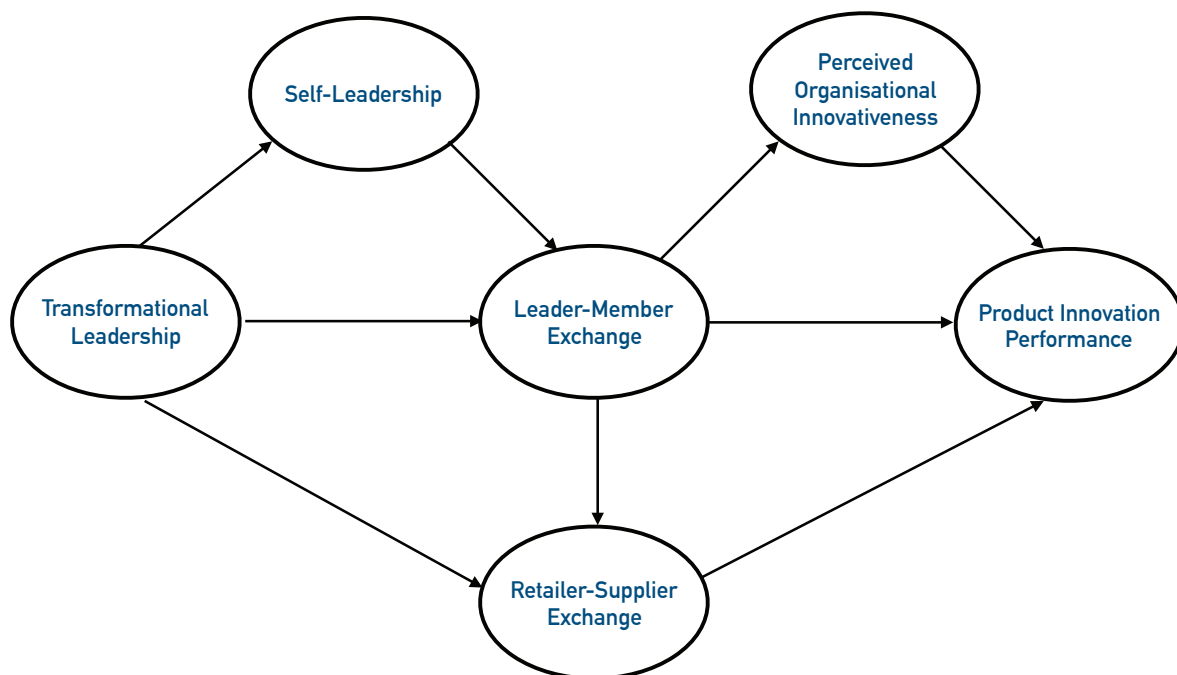 Self-Leadership
Perceived
Organisational
Innovativeness
Transformational
Leadership
Leader-Member
Exchange
Product Innovation
Performance
Retailer-Supplier
Exchange